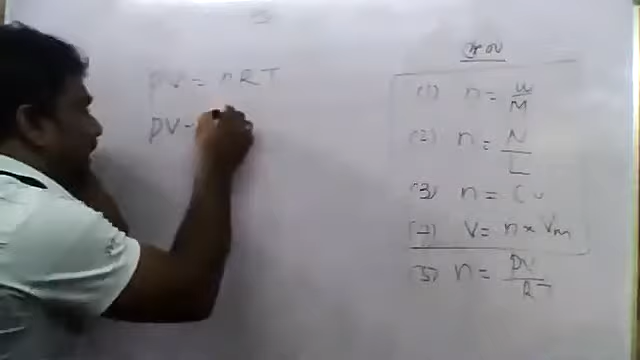 PV = nRT
PV =
সূত্র
(1) n = w/M
(2) n = N/L
(3) n = Cv
(4) V = n × Vm
(5) n = PV/RT